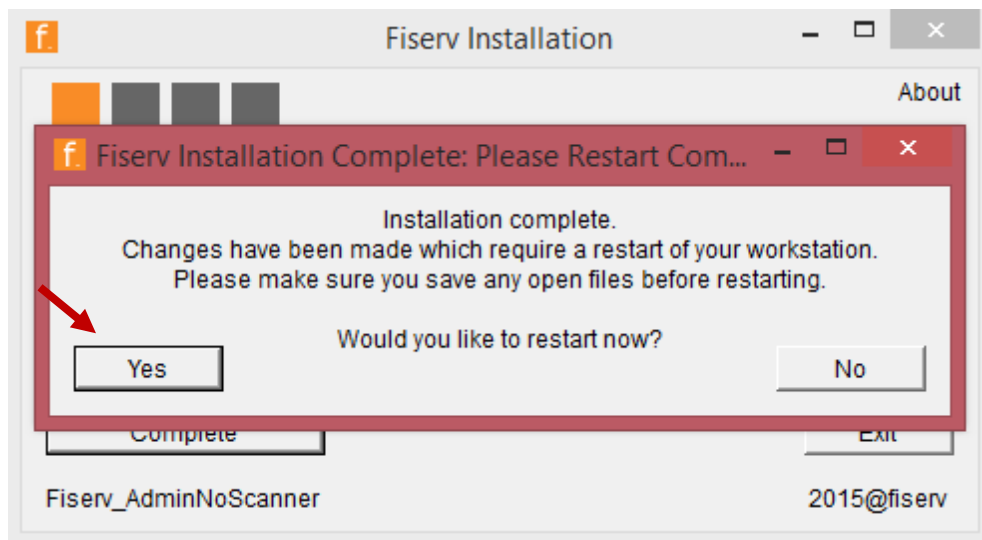 f.
Fiserv Installation
About
f. Fiserv Installation Complete: Please Restart Com...
Installation complete.
Changes have been made which require a restart of your workstation.
Please make sure you save any open files before restarting.
Would you like to restart now?
Yes
No
Complete
Exit
Fiserv_AdminNoScanner
2015@fiserv